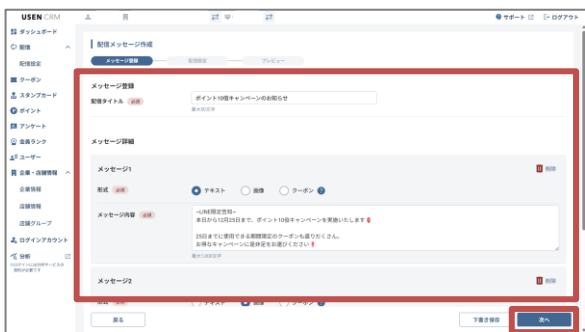 USEN CRM
サポート
ログアウト
ダッシュボード
配信
配信設定
クーポン
スタンプカード
ポイント
アンケート
会員ランク
ユーザー
企業・店舗情報
企業情報
店舗情報
店舗グループ
ログインアカウント
分析
配信メッセージ作成
メッセージ登録
配信設定
プレビュー
メッセージ登録
配信タイトル 必須
ポイント10倍キャンペーンのお知らせ
メッセージ詳細
メッセージ1
削除
形式 必須
テキスト
画像
クーポン
メッセージ内容 必須
本日から12月25日まで、ポイント10倍キャンペーンを実施いたします
25日までに使用できる期間限定のクーポンも盛りだくさん。
お得なキャンペーンに是非足をお運びください
メッセージ2
削除
形式 必須
テキスト
画像
クーポン
戻る
下書き保存
次へ